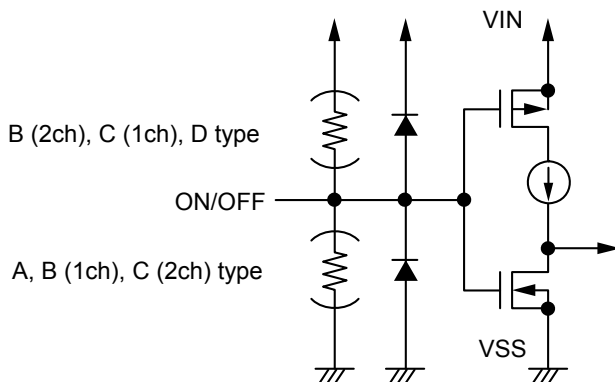 VIN
B (2ch), C (1ch), D type
ON/OFF
A, B (1ch), C (2ch) type
VSS